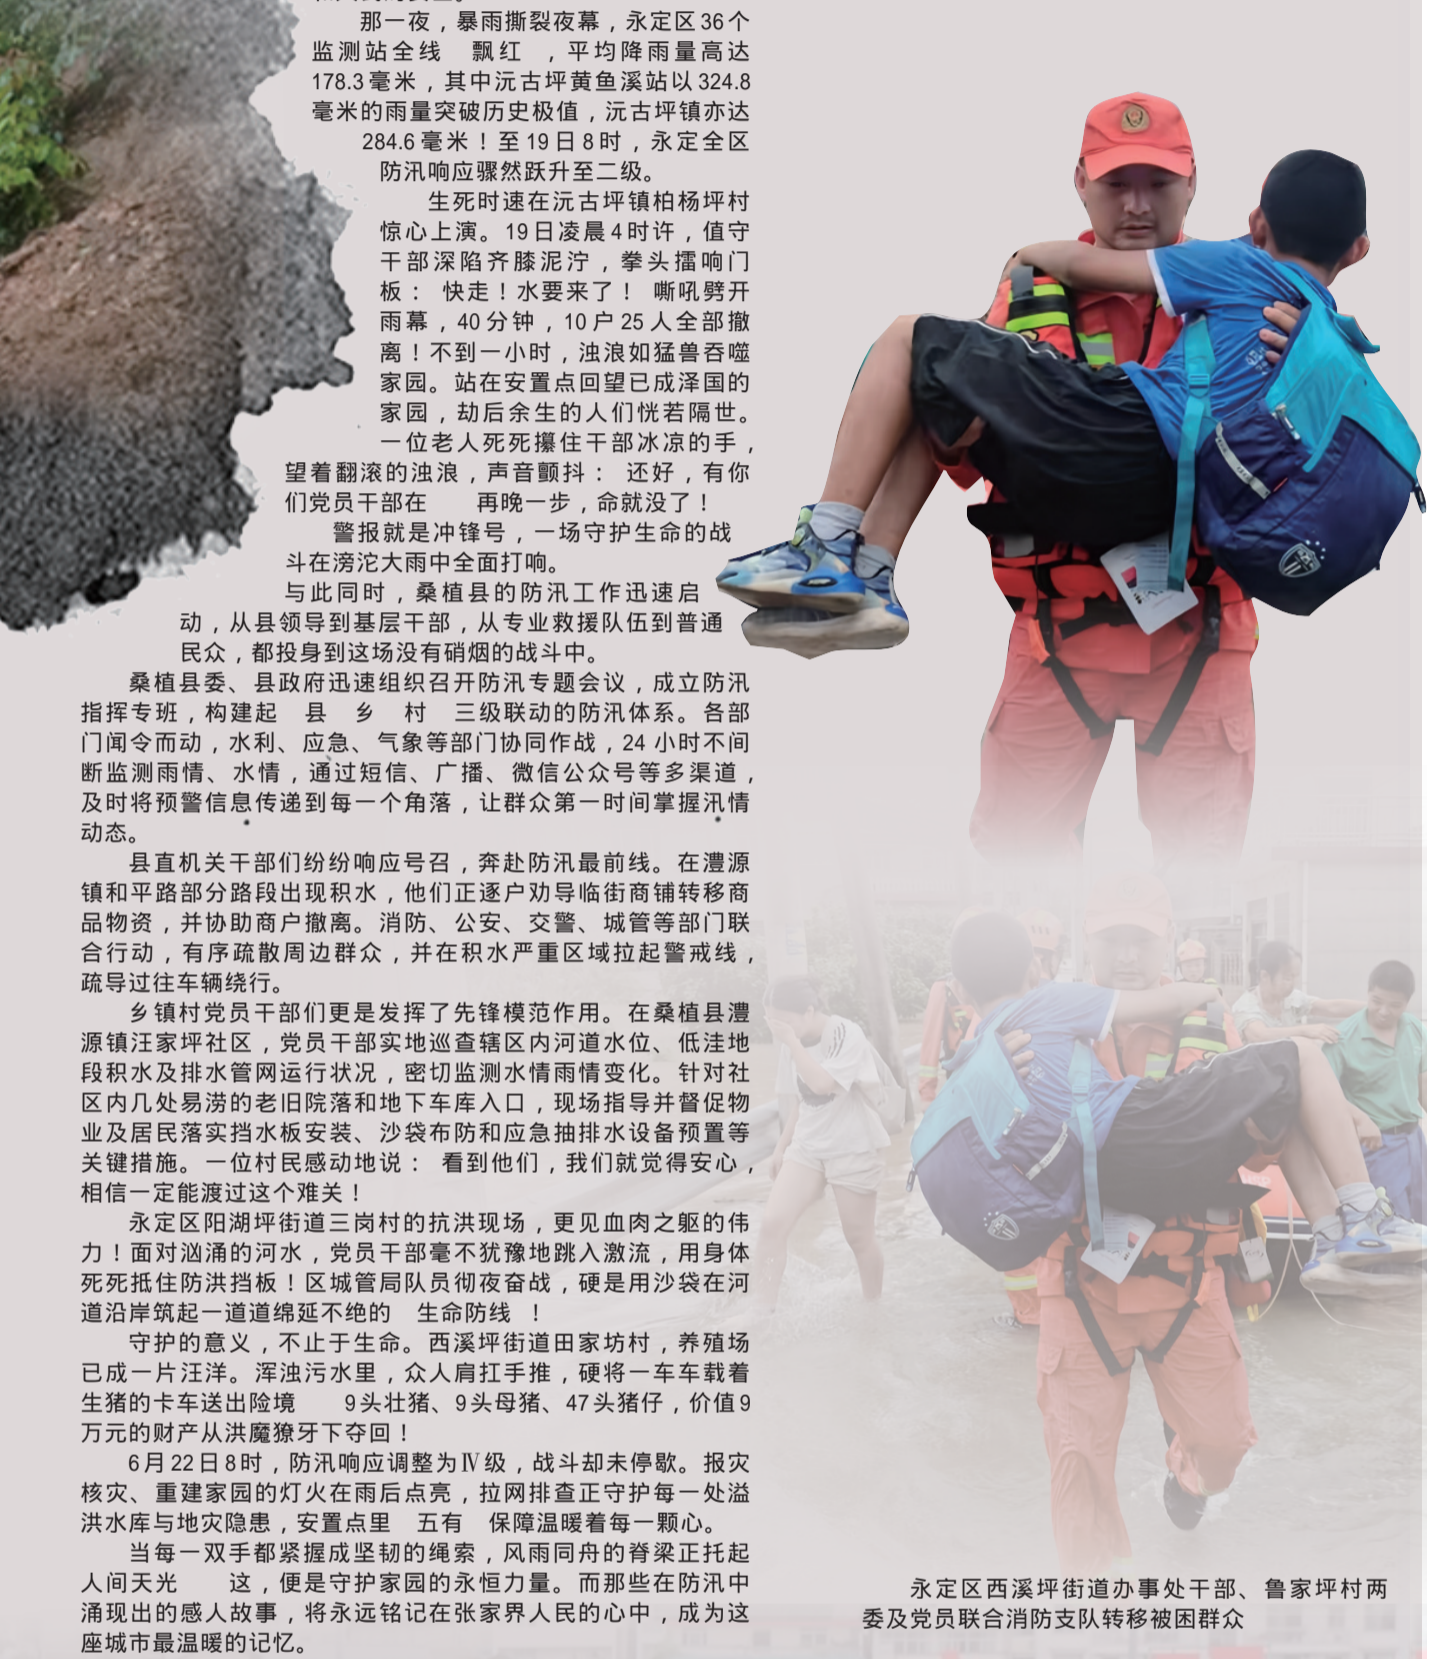 那一夜，暴雨撕裂夜幕，永定区36个
监测站全线　飘红　，平均降雨量高达
178.3毫米，其中沅古坪黄鱼溪站以324.8
毫米的雨量突破历史极值，沅古坪镇亦达
284.6毫米！至19日8时，永定全区
防汛响应骤然跃升至二级。
生死时速在沅古坪镇柏杨坪村
惊心上演。19日凌晨4时许，值守
干部深陷齐膝泥泞，拳头擂响门
板：　快走！水要来了！　嘶吼劈开
雨幕，40分钟，10户25人全部撤
离！不到一小时，浊浪如猛兽吞噬
家园。站在安置点回望已成泽国的
家园，劫后余生的人们恍若隔世。
一位老人死死攥住干部冰凉的手，
望着翻滚的浊浪，声音颤抖：　还好，有你
们党员干部在　　再晚一步，命就没了！
警报就是冲锋号，一场守护生命的战
斗在滂沱大雨中全面打响。
与此同时，桑植县的防汛工作迅速启
动，从县领导到基层干部，从专业救援队伍到普通
民众，都投身到这场没有硝烟的战斗中。
桑植县委、县政府迅速组织召开防汛专题会议，成立防汛
指挥专班，构建起　县　乡　村　三级联动的防汛体系。各部
门闻令而动，水利、应急、气象等部门协同作战，24 小时不间
断监测雨情、水情，通过短信、广播、微信公众号等多渠道，
及时将预警信息传递到每一个角落，让群众第一时间掌握汛情
动态。
县直机关干部们纷纷响应号召，奔赴防汛最前线。在澧源
镇和平路部分路段出现积水，他们正逐户劝导临街商铺转移商
品物资，并协助商户撤离。消防、公安、交警、城管等部门联
合行动，有序疏散周边群众，并在积水严重区域拉起警戒线，
疏导过往车辆绕行。
乡镇村党员干部们更是发挥了先锋模范作用。在桑植县澧
源镇汪家坪社区，党员干部实地巡查辖区内河道水位、低洼地
段积水及排水管网运行状况，密切监测水情雨情变化。针对社
区内几处易涝的老旧院落和地下车库入口，现场指导并督促物
业及居民落实挡水板安装、沙袋布防和应急抽排水设备预置等
关键措施。一位村民感动地说：　看到他们，我们就觉得安心，
相信一定能渡过这个难关！
永定区阳湖坪街道三岗村的抗洪现场，更见血肉之躯的伟
力！面对汹涌的河水，党员干部毫不犹豫地跳入激流，用身体
死死抵住防洪挡板！区城管局队员彻夜奋战，硬是用沙袋在河
道沿岸筑起一道道绵延不绝的　生命防线　！
守护的意义，不止于生命。西溪坪街道田家坊村，养殖场
已成一片汪洋。浑浊污水里，众人肩扛手推，硬将一车车载着
生猪的卡车送出险境　　9头壮猪、9头母猪、47头猪仔，价值9
万元的财产从洪魔獠牙下夺回！
6月22日8时，防汛响应调整为Ⅳ级，战斗却未停歇。报灾
核灾、重建家园的灯火在雨后点亮，拉网排查正守护每一处溢
洪水库与地灾隐患，安置点里　五有　保障温暖着每一颗心。
当每一双手都紧握成坚韧的绳索，风雨同舟的脊梁正托起
人间天光　　这，便是守护家园的永恒力量。而那些在防汛中
涌现出的感人故事，将永远铭记在张家界人民的心中，成为这
座城市最温暖的记忆。
永定区西溪坪街道办事处干部、鲁家坪村两
委及党员联合消防支队转移被困群众